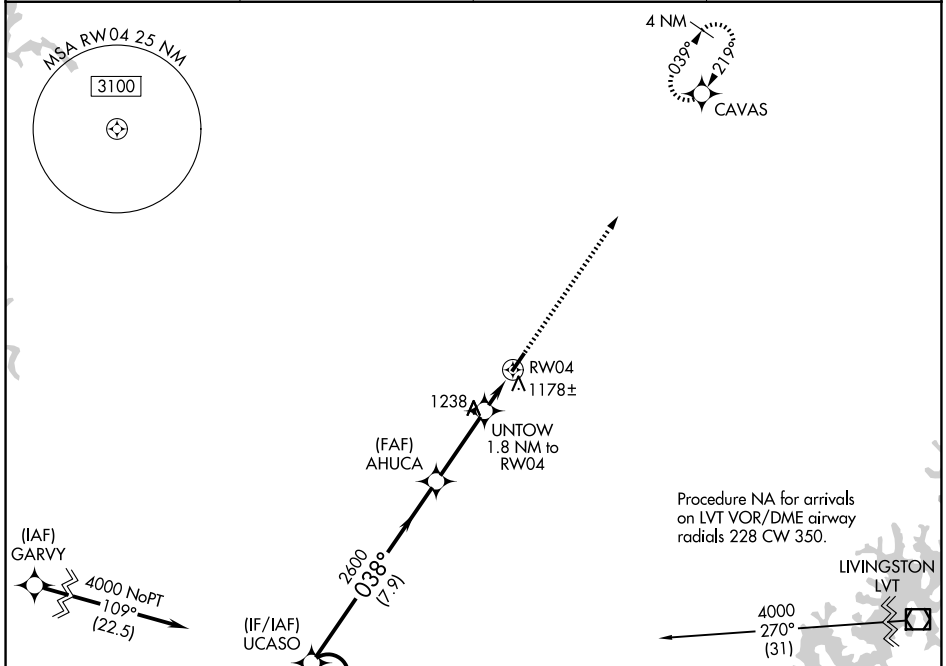 MSA RW04 25 NM
3100
4 NM
039°
219°
CAVAS
RW04
1178±
1238
UNTOW
1.8 NM to
RW04
(FAF)
AHUCA
Procedure NA for arrivals
on LVT VOR/DME airway
radials 228 CW 350.
(IAF)
GARVY
4000 NoPT
109°
(22.5)
2600
038°
(7.9)
(IF/IAF)
UCASO
LIVINGSTON
LVT
4000
270°
(31)